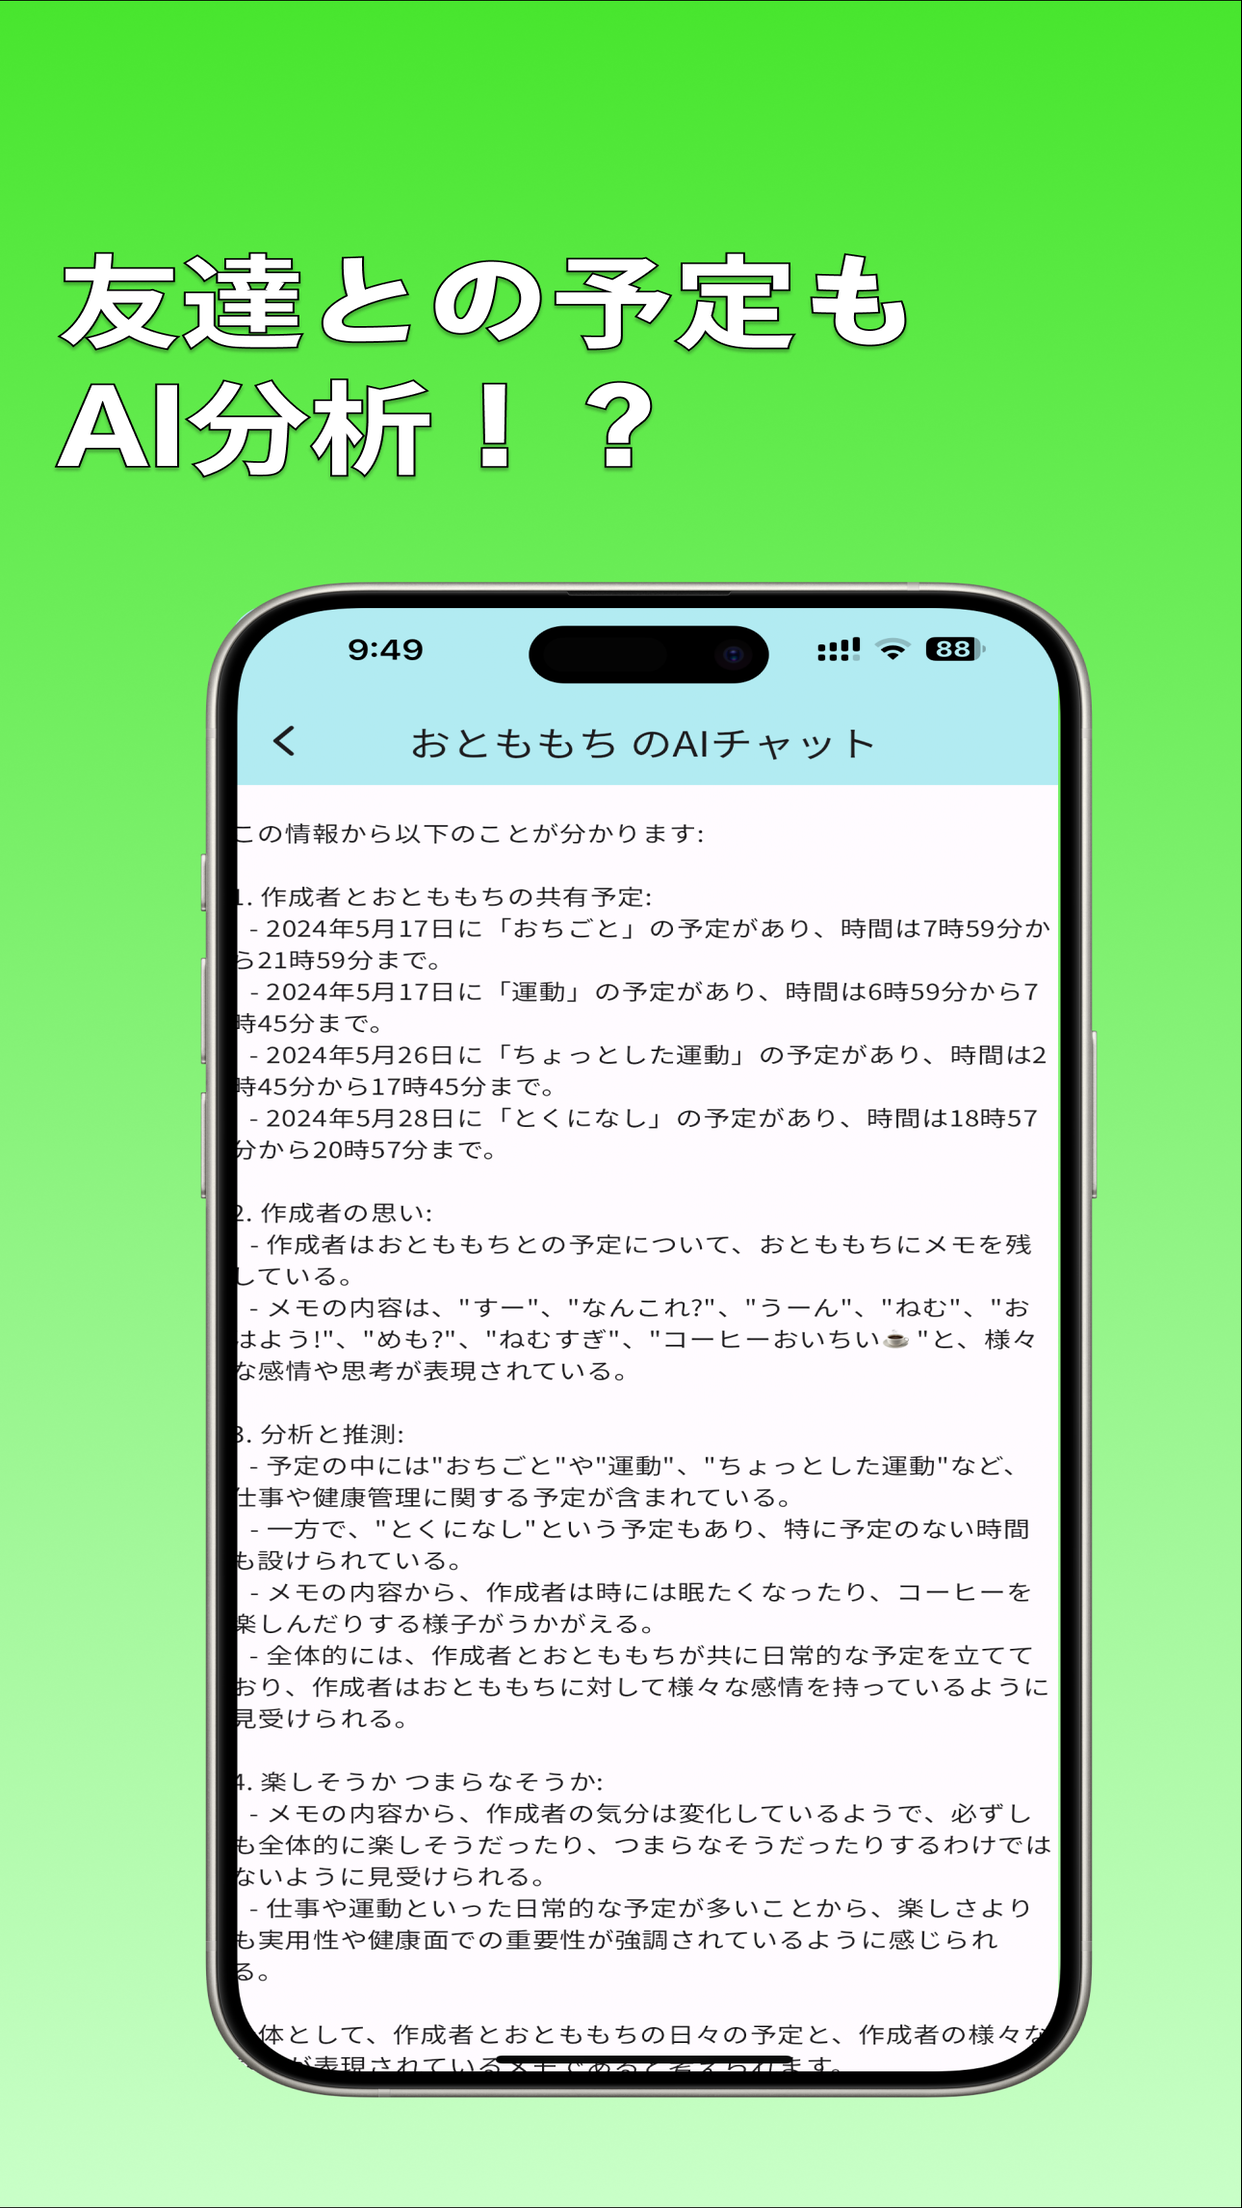 友達との予定も
AI分析！？
9:49
88
おとももち のAIチャット
この情報から以下のことが分かります:
1. 作成者とおとももちの共有予定:
- 2024年5月17日に「おちごと」の予定があり、時間は7時59分か
ら21時59分まで。
- 2024年5月17日に「運動」の予定があり、時間は6時59分から7
時45分まで。
- 2024年5月26日に「ちょっとした運動」の予定があり、時間は2
時45分から17時45分まで。
- 2024年5月28日に「とくになし」の予定があり、時間は18時57
分から20時57分まで。
2. 作成者の思い:
- 作成者はおとももちとの予定について、おとももちにメモを残
している。
- メモの内容は、"すー"、"なんこれ?"、"うーん"、"ねむ"、"お
はよう!"、"めも?"、"ねむすぎ"、"コーヒーおいちい☕ "と、様々
な感情や思考が表現されている。
3. 分析と推測:
- 予定の中には"おちごと"や"運動"、"ちょっとした運動"など、
仕事や健康管理に関する予定が含まれている。
- 一方で、"とくになし"という予定もあり、特に予定のない時間
も設けられている。
- メモの内容から、作成者は時には眠たくなったり、コーヒーを
楽しんだりする様子がうかがえる。
- 全体的には、作成者とおとももちが共に日常的な予定を立てて
おり、作成者はおとももちに対して様々な感情を持っているように
見受けられる。
4. 楽しそうか つまらなそうか:
- メモの内容から、作成者の気分は変化しているようで、必ずし
も全体的に楽しそうだったり、つまらなそうだったりするわけでは
ないように見受けられる。
- 仕事や運動といった日常的な予定が多いことから、楽しさより
も実用性や健康面での重要性が強調されているように感じられ
る。
体として、作成者とおとももちの日々の予定と、作成者の様々な
が表現されているメモであると考えられます。